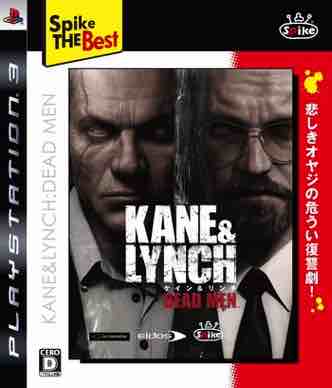 Spike
THE Best
Spike
PLAYSTATION 3
KANE&LYNCH:DEAD MEN
悲しきオヤジの危うい復讐劇!
KANE&
LYNCH
ケイン&リンチ
DEAD MEN
eidos
Spike
CERO
D